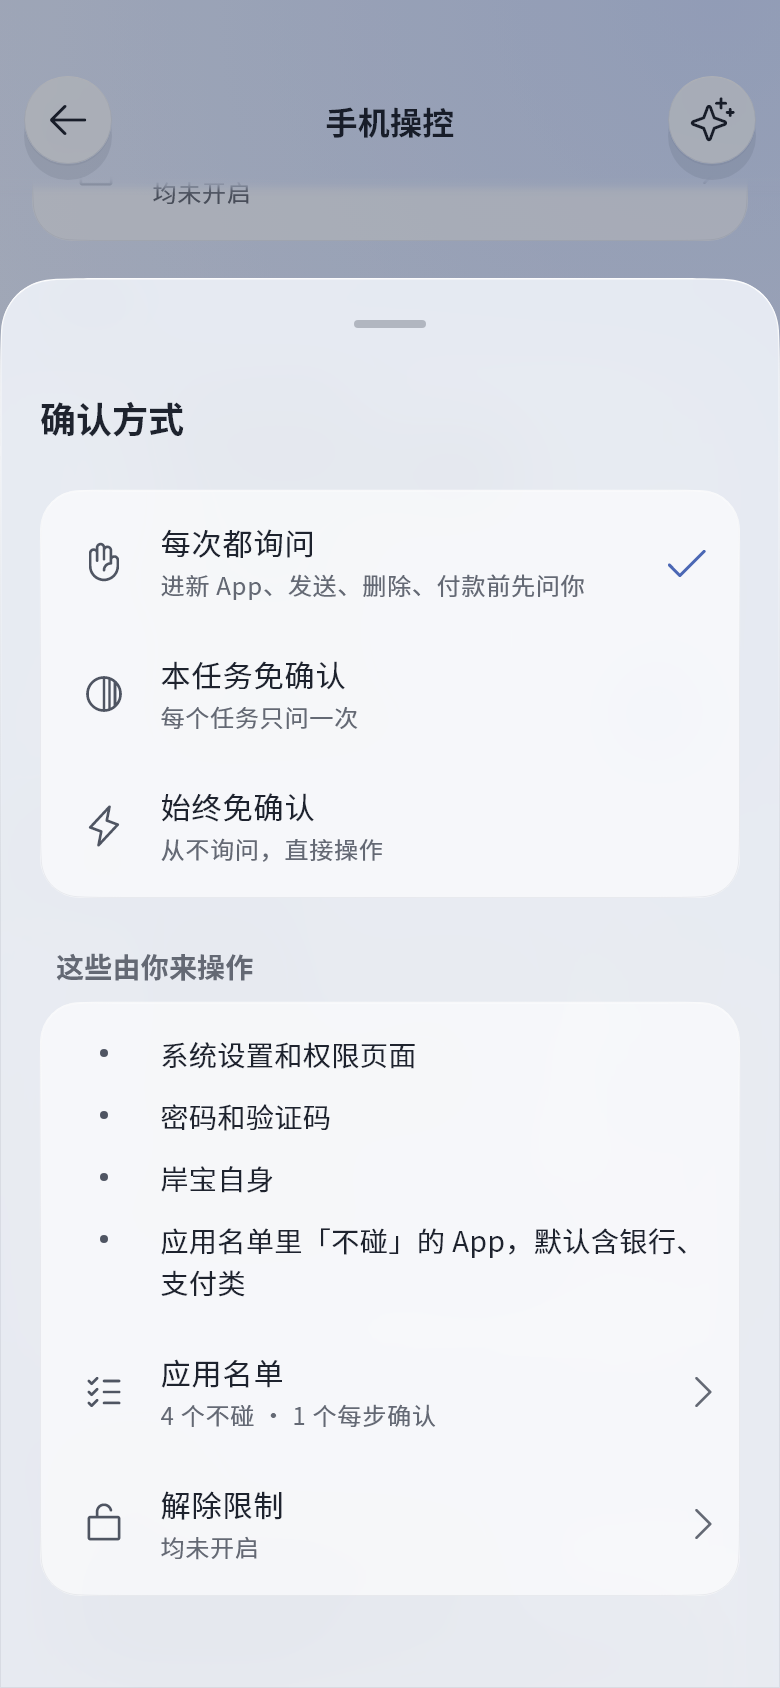 手机操控
均未开启
确认方式
每次都询问
进新 App、发送、删除、付款前先问你
本任务免确认
每个任务只问一次
始终免确认
从不询问，直接操作
这些由你来操作
• 系统设置和权限页面
• 密码和验证码
• 岸宝自身
• 应用名单里「不碰」的 App，默认含银行、
支付类
应用名单
4 个不碰 · 1 个每步确认
解除限制
均未开启